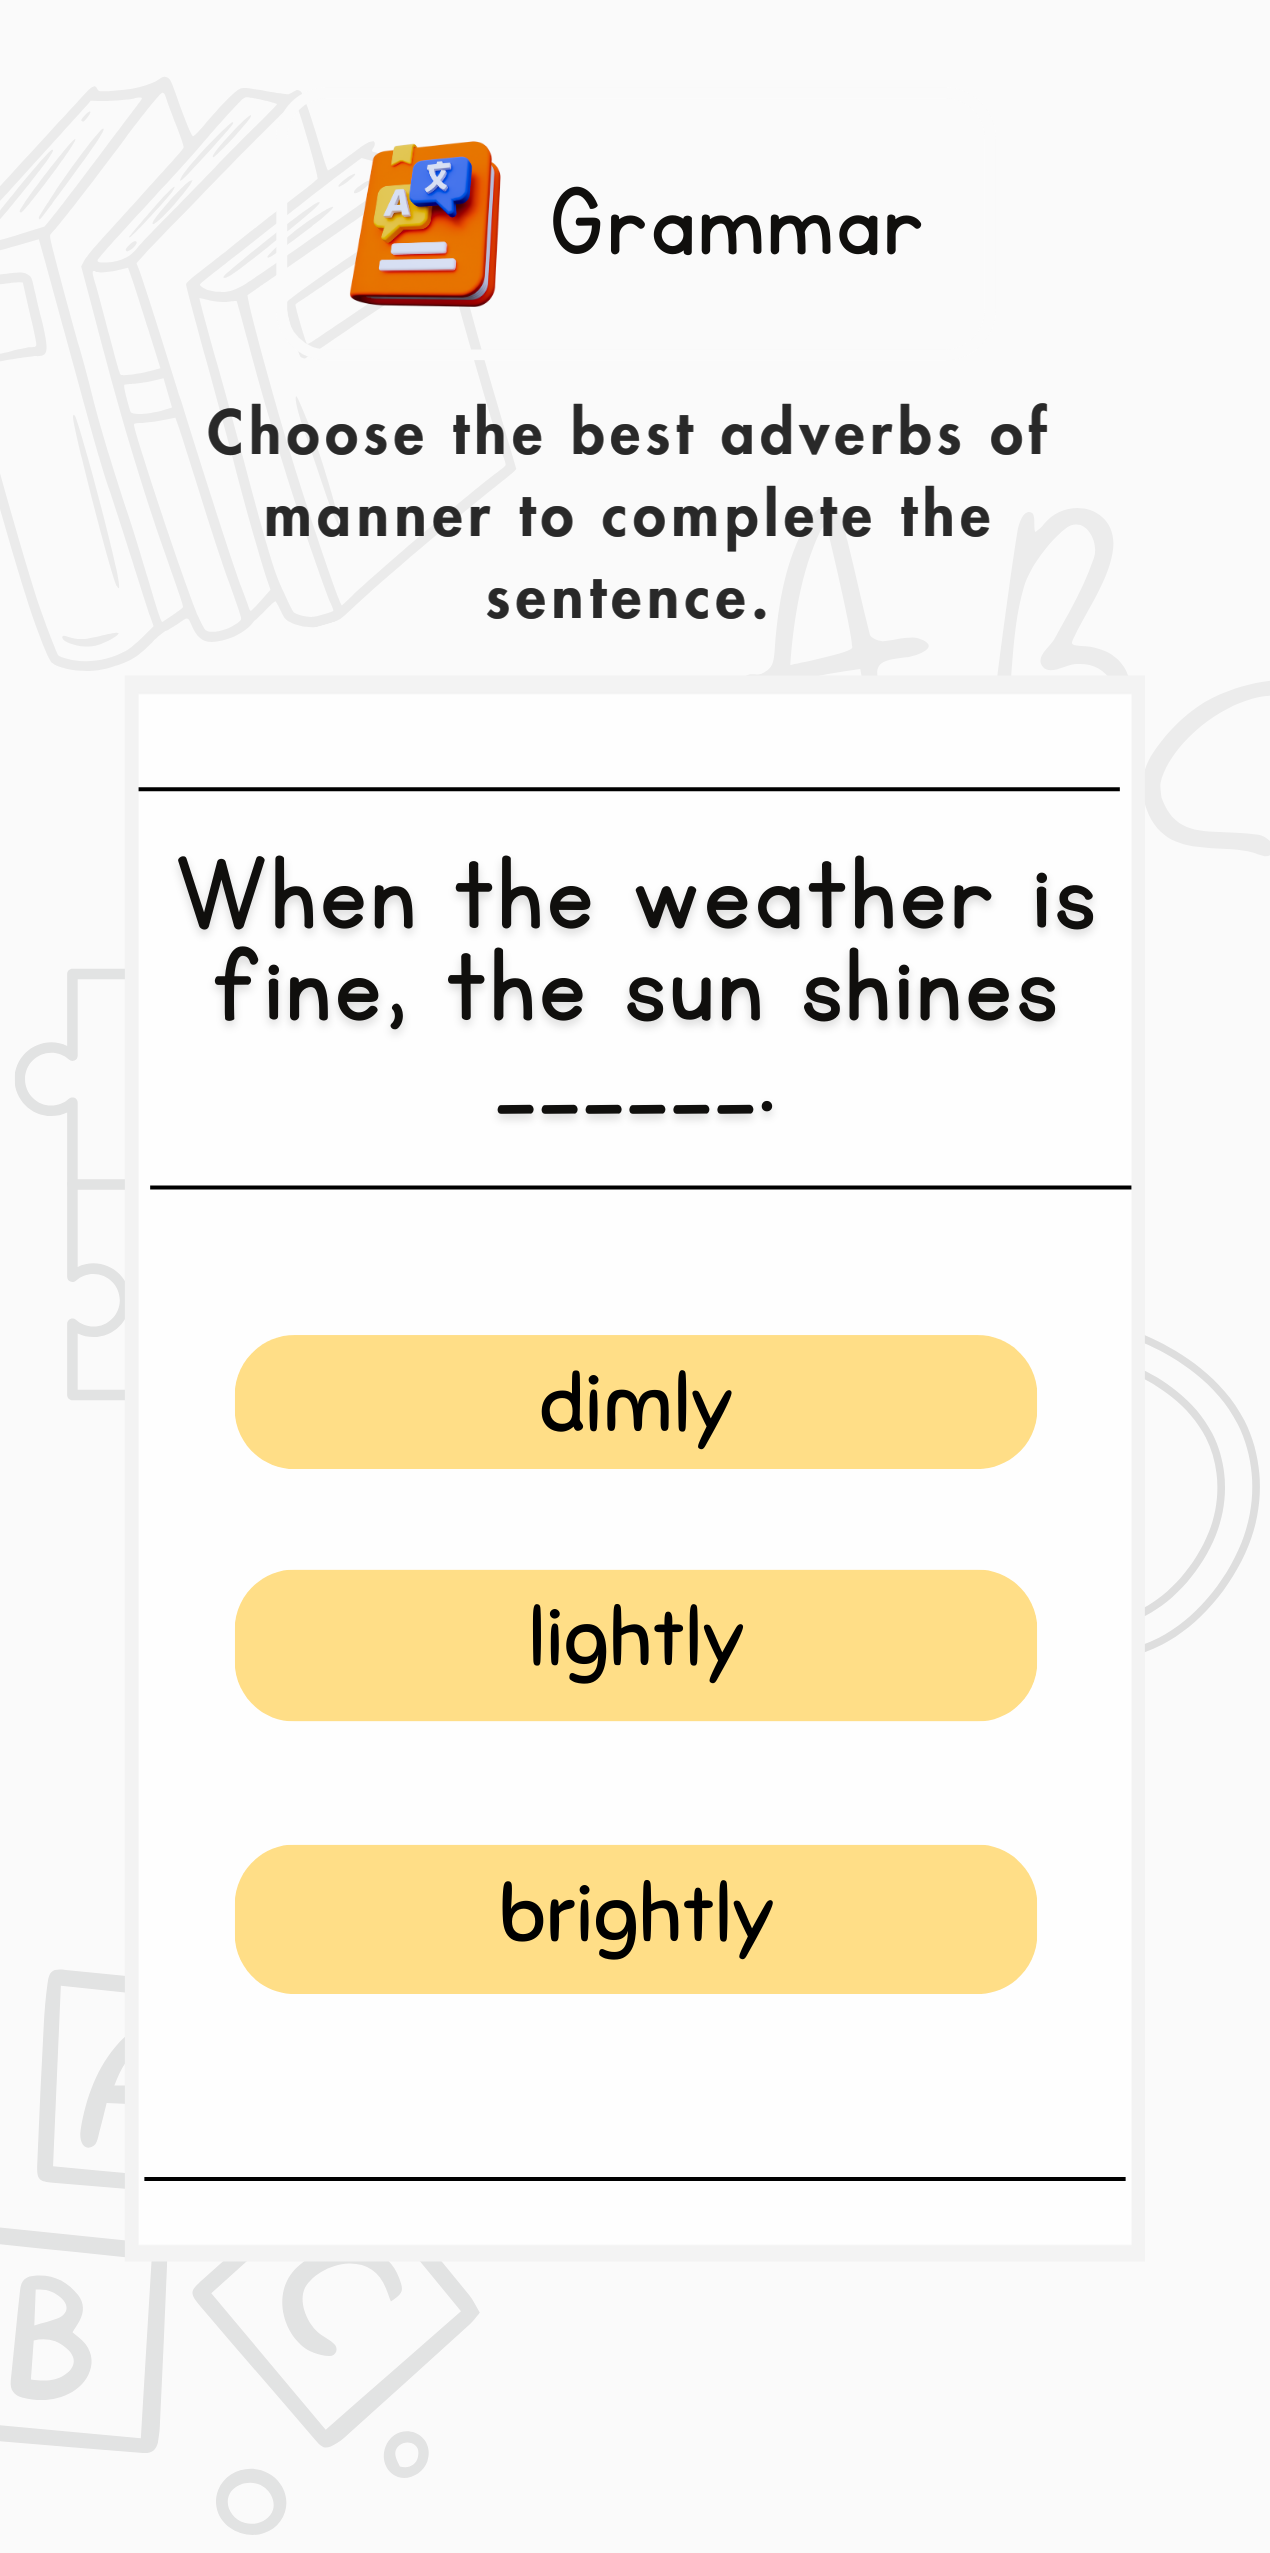 A 文
Grammar
Choose the best adverbs of
manner to complete the
sentence.
A B
When the weather is
fine, the sun shines
______.
dimly
lightly
brightly
A
B C